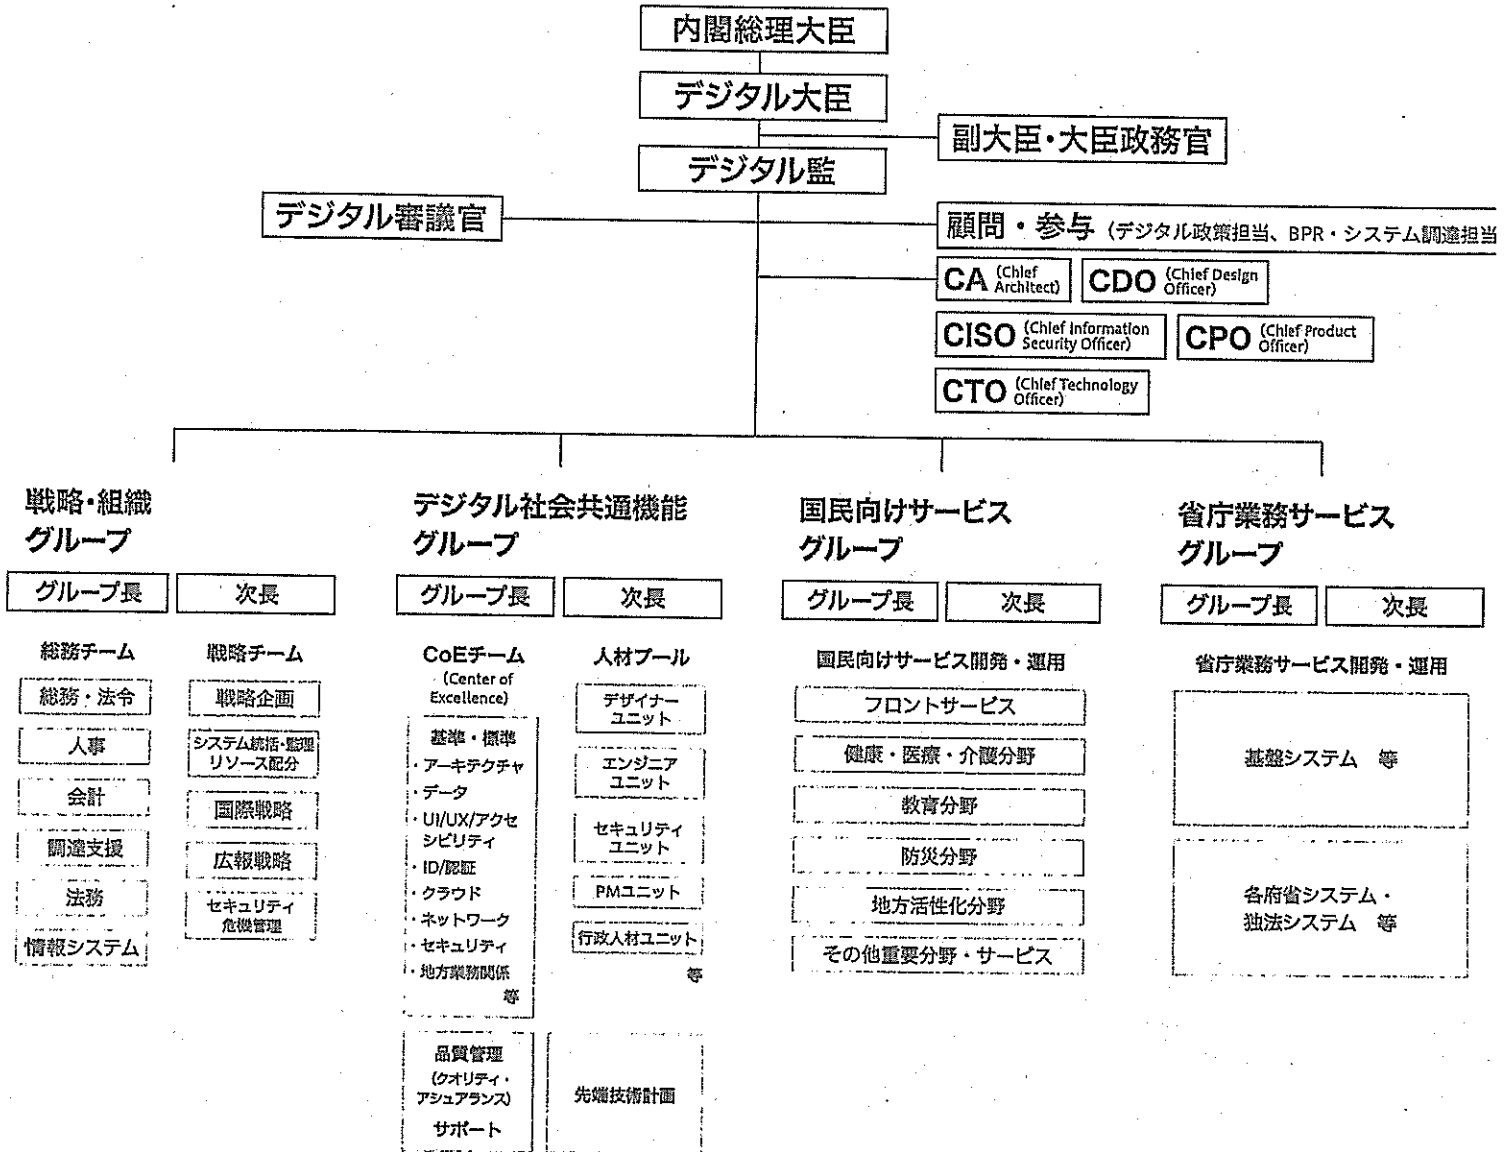 内閣総理大臣
デジタル大臣
副大臣・大臣政務官
デジタル監
デジタル審議官
顧問・参与 (デジタル政策担当、BPR・システム調達担当
CA (Chief
Architect)
CDO (Chief Design
Officer)
CISO (Chief Information
Security Officer)
CPO (Chief Product
Officer)
CTO (Chief Technology
Officer)
戦略・組織
グループ
グループ長
次長
総務チーム
総務・法令
人事
会計
調達支援
法務
情報システム
戦略チーム
戦略企画
システム統括・監理
リソース配分
国際戦略
広報戦略
セキュリティ
危機管理
デジタル社会共通機能
グループ
グループ長
次長
CoEチーム
(Center of
Excellence)
基準・標準
・アーキテクチャ
・データ
・UI/UX/アクセ
シビリティ
・ID/認証
・クラウド
・ネットワーク
・セキュリティ
・地方業務関係
等
品質管理
(クオリティ・
アシュアランス)
サポート
人材プール
デザイナー
ユニット
エンジニア
ユニット
セキュリティ
ユニット
PMユニット
行政人材ユニット
等
先端技術計画
国民向けサービス
グループ
グループ長
次長
国民向けサービス開発・運用
フロントサービス
健康・医療・介護分野
教育分野
防災分野
地方活性化分野
その他重要分野・サービス
省庁業務サービス
グループ
グループ長
次長
省庁業務サービス開発・運用
基盤システム 等
各府省システム・
独法システム 等